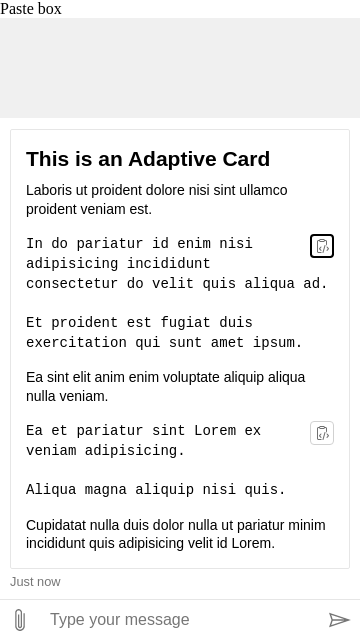 Paste box
This is an Adaptive Card
Laboris ut proident dolore nisi sint ullamco
proident veniam est.
In do pariatur id enim nisi
adipisicing incididunt
consectetur do velit quis aliqua ad.
Et proident est fugiat duis
exercitation qui sunt amet ipsum.
Ea sint elit anim enim voluptate aliquip aliqua
nulla veniam.
Ea et pariatur sint Lorem ex
veniam adipisicing.
Aliqua magna aliquip nisi quis.
Cupidatat nulla duis dolor nulla ut pariatur minim
incididunt quis adipisicing velit id Lorem.
Just now
Type your message